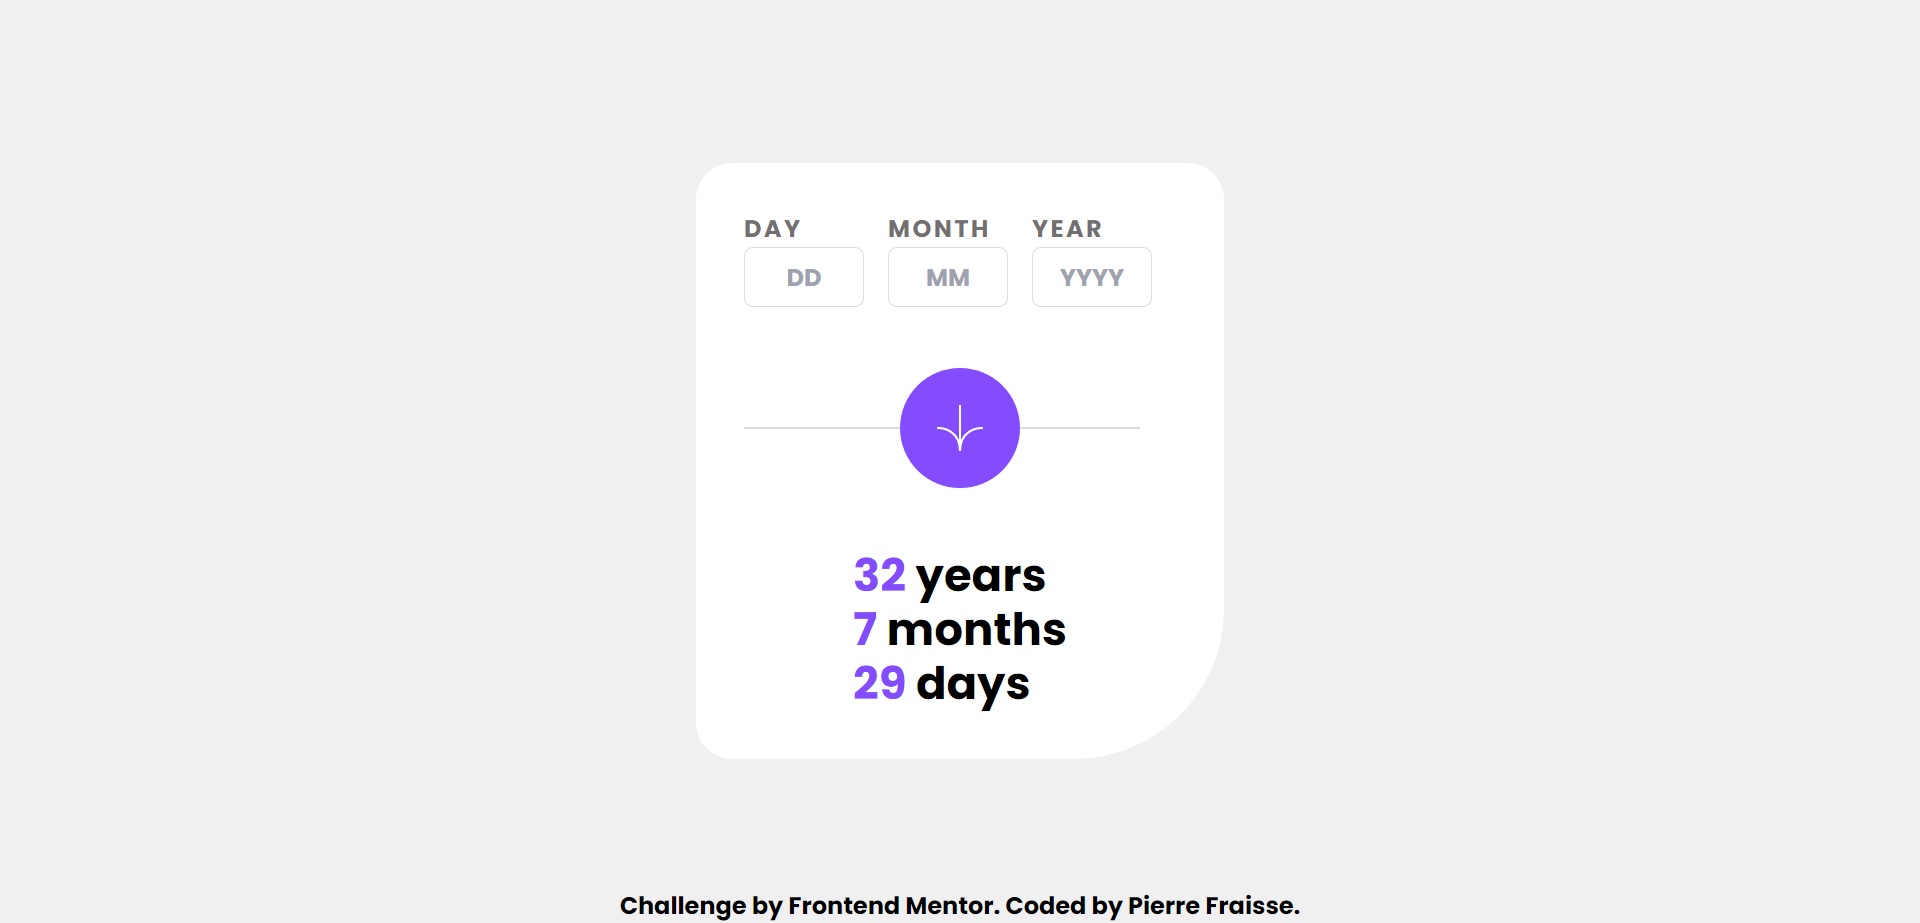 DAY MONTH YEAR
DD MM YYYY
32 years
7 months
29 days
Challenge by Frontend Mentor. Coded by Pierre Fraisse.